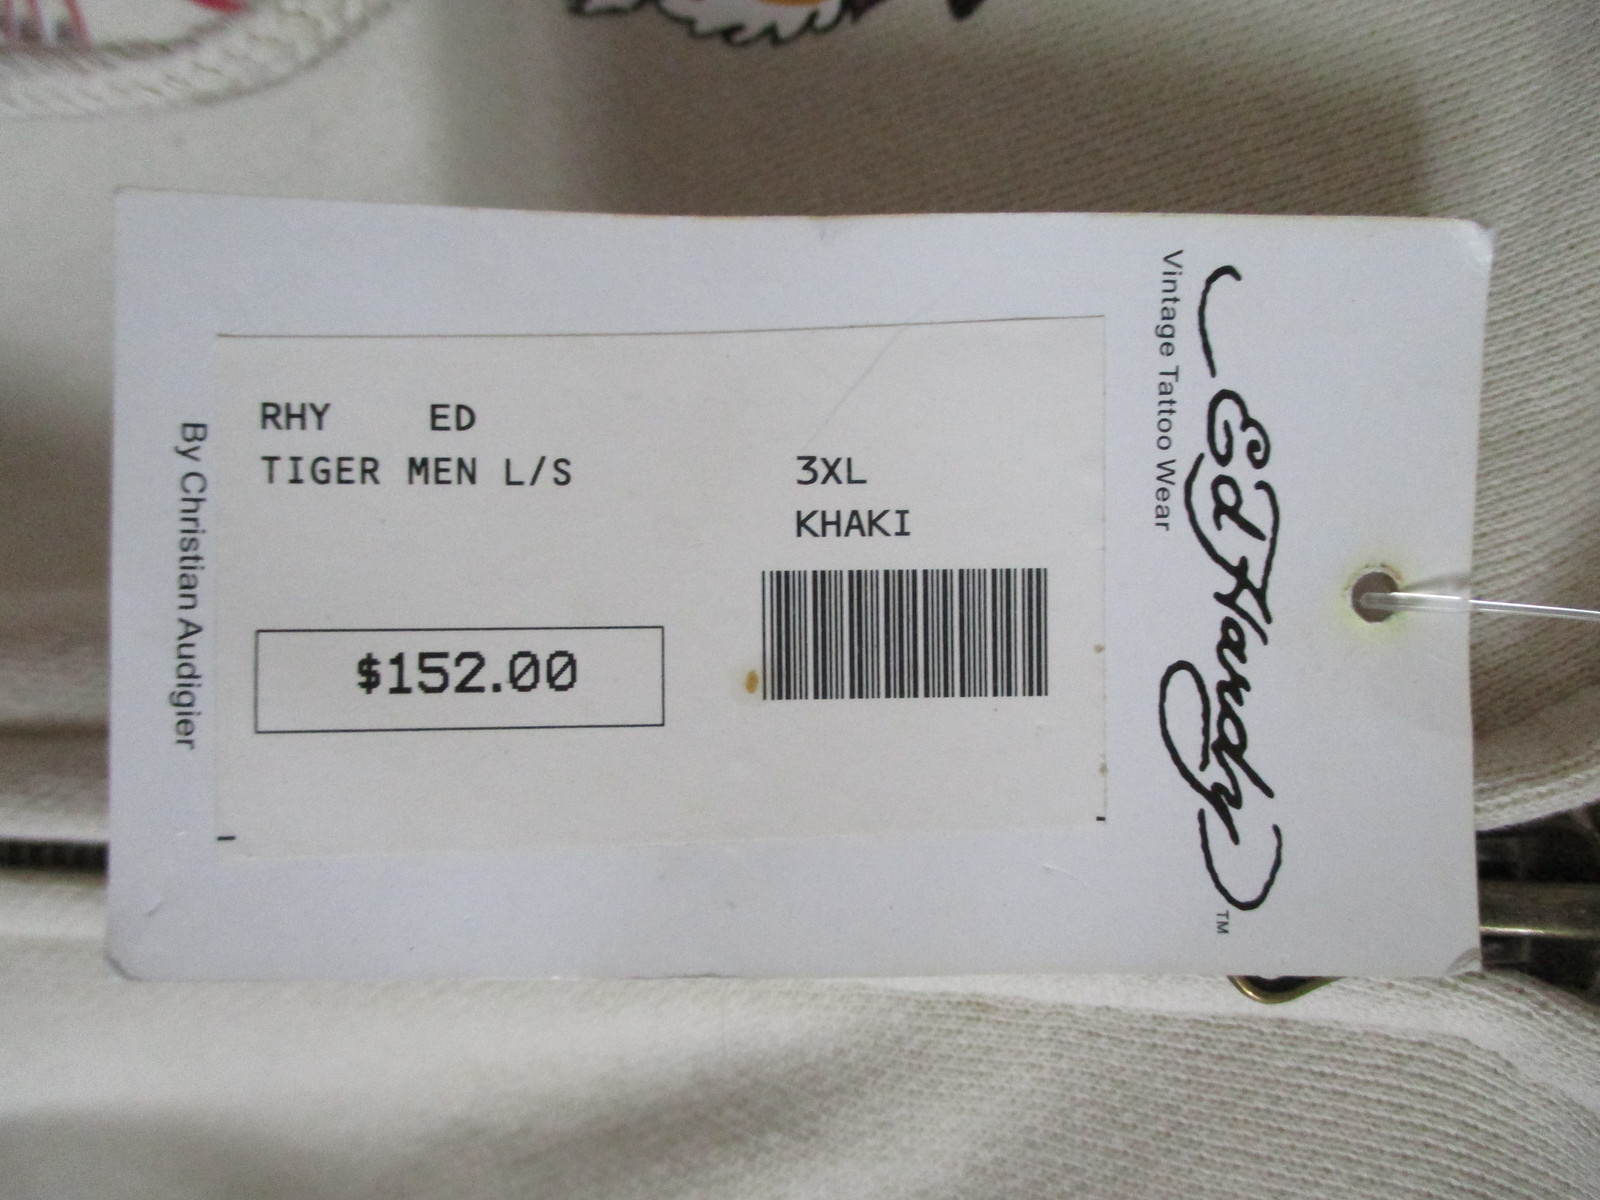 RHY ED
TIGER MEN L/S
3XL
KHAKI
$152.00
By Christian Audigier
Vintage Tattoo Wear
Ed Hardy
TM